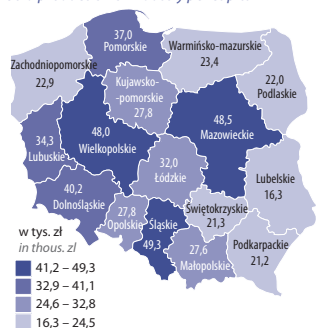 37,0
Pomorskie
Warmińsko-mazurskie
23,4
Zachodniopomorskie
22,9
Kujawsko-
-pomorskie
27,8
22,0
Podlaskie
48,5
Mazowieckie
34,3
Lubuskie
48,0
Wielkopolskie
32,0
Łódzkie
Lubelskie
16,3
40,2
Dolnośląskie
27,8
Opolskie
Śląskie
49,3
Świętokrzyskie
21,3
27,6
Małopolskie
Podkarpackie
21,2
w tys. zł
in thous. zl
41,2 – 49,3
32,9 – 41,1
24,6 – 32,8
16,3 – 24,5